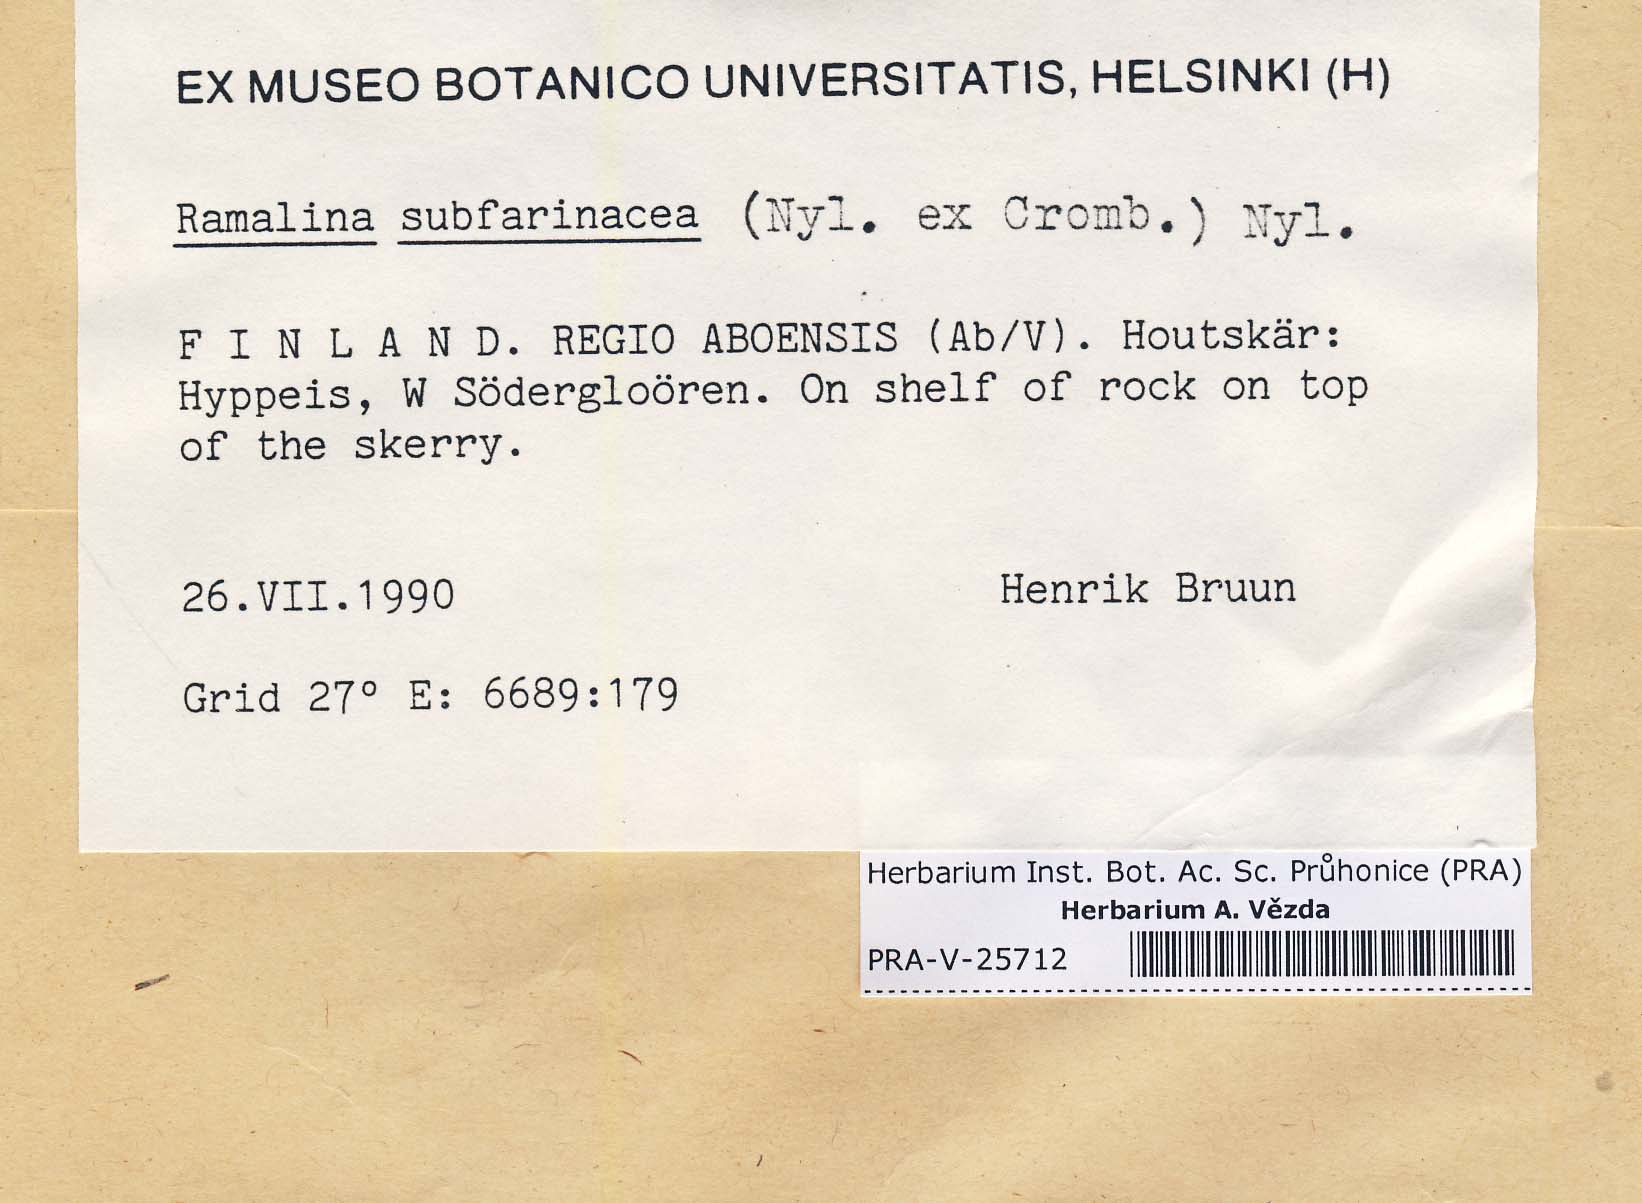 EX MUSEO BOTANICO UNIVERSITATIS, HELSINKI (H)
Ramalina subfarinacea (Nyl. ex Cromb.) Nyl.
F I N L A N D. REGIO ABOENSIS (Ab/V). Houtskär:
Hyppeis, W Södergloören. On shelf of rock on top
of the skerry.
26.VII.1990 Henrik Bruun
Grid 27° E: 6689:179
Herbarium Inst. Bot. Ac. Sc. Průhonice (PRA)
Herbarium A. Vězda
PRA-V-25712